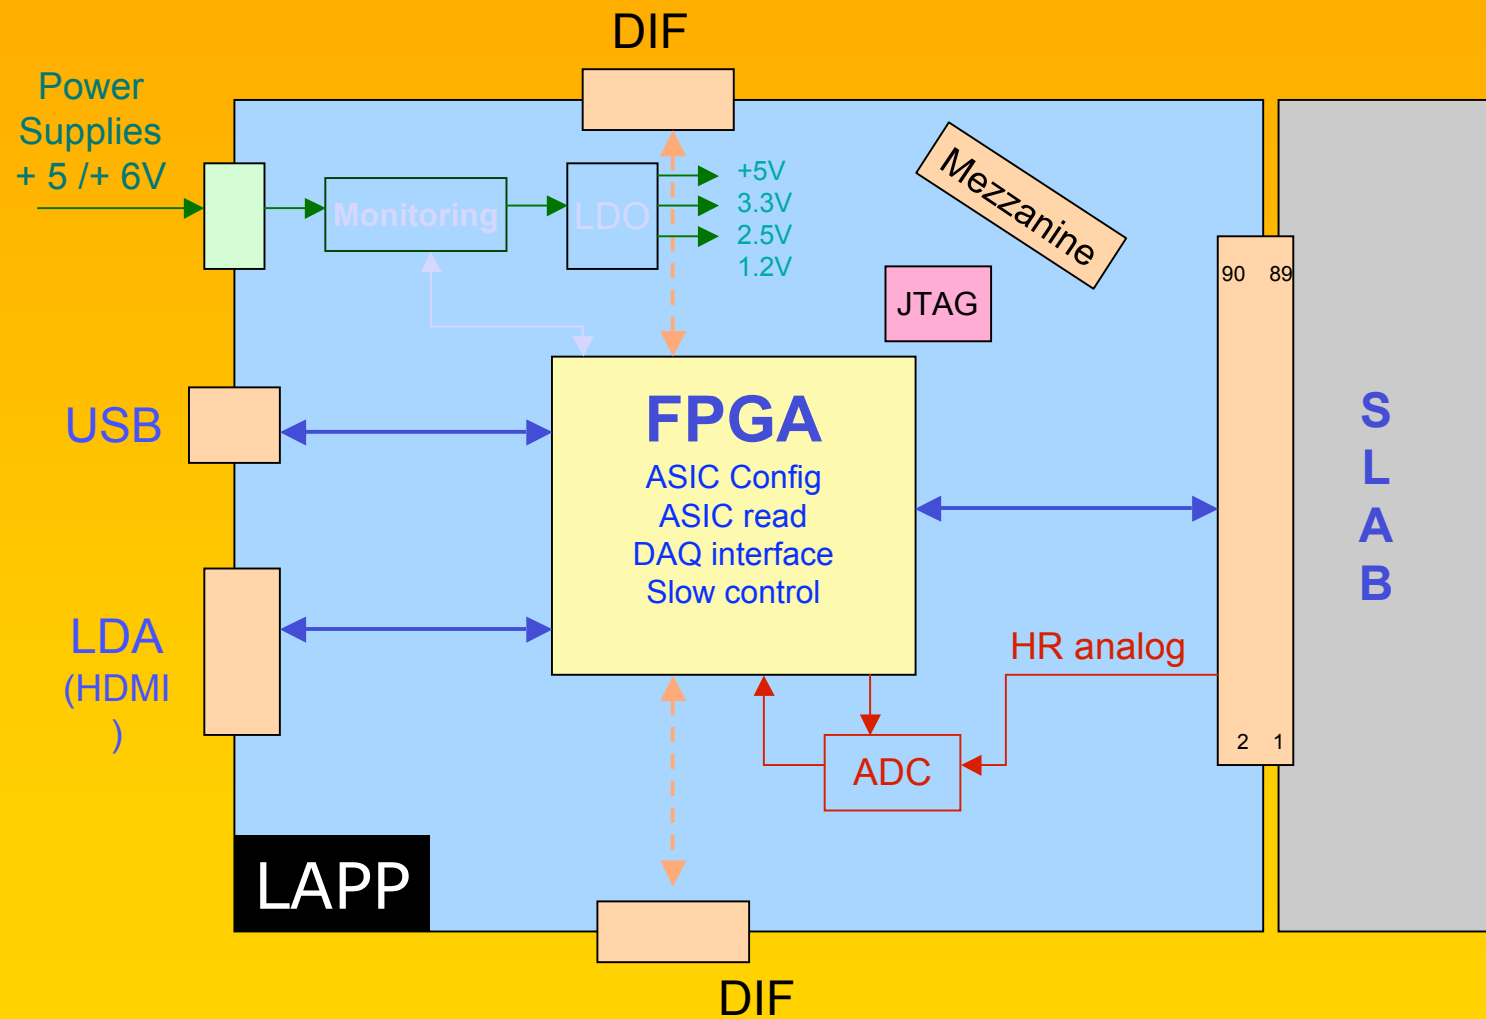 DIF
Power
Supplies
+ 5 /+ 6V
Monitoring
LDO
+5V
3.3V
2.5V
1.2V
Mezzanine
JTAG
90 89
USB
FPGA
ASIC Config
ASIC read
DAQ interface
Slow control
S
L
A
B
LDA
(HDMI
)
HR analog
ADC
2 1
LAPP
DIF